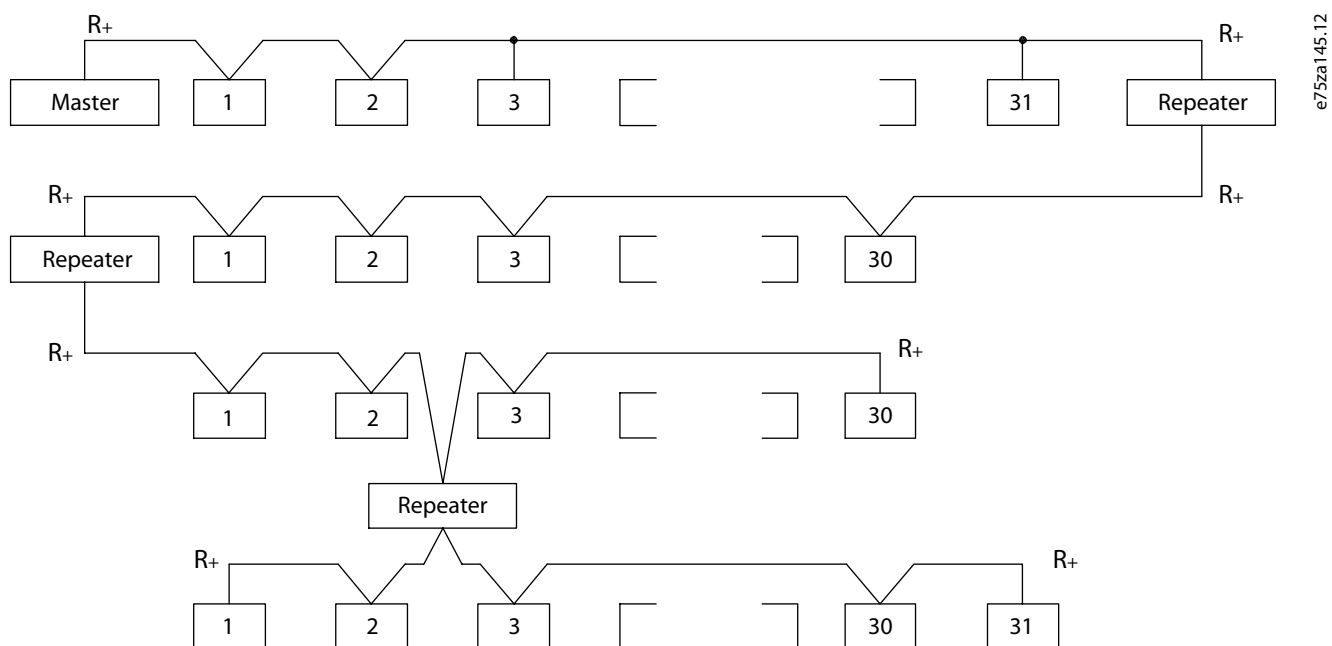 R+ R+
Master 1 2 3 31 Repeater
e75za145.12
R+ R+
Repeater 1 2 3 30
R+ R+
1 2 3 30
Repeater
R+ R+
1 2 3 30 31